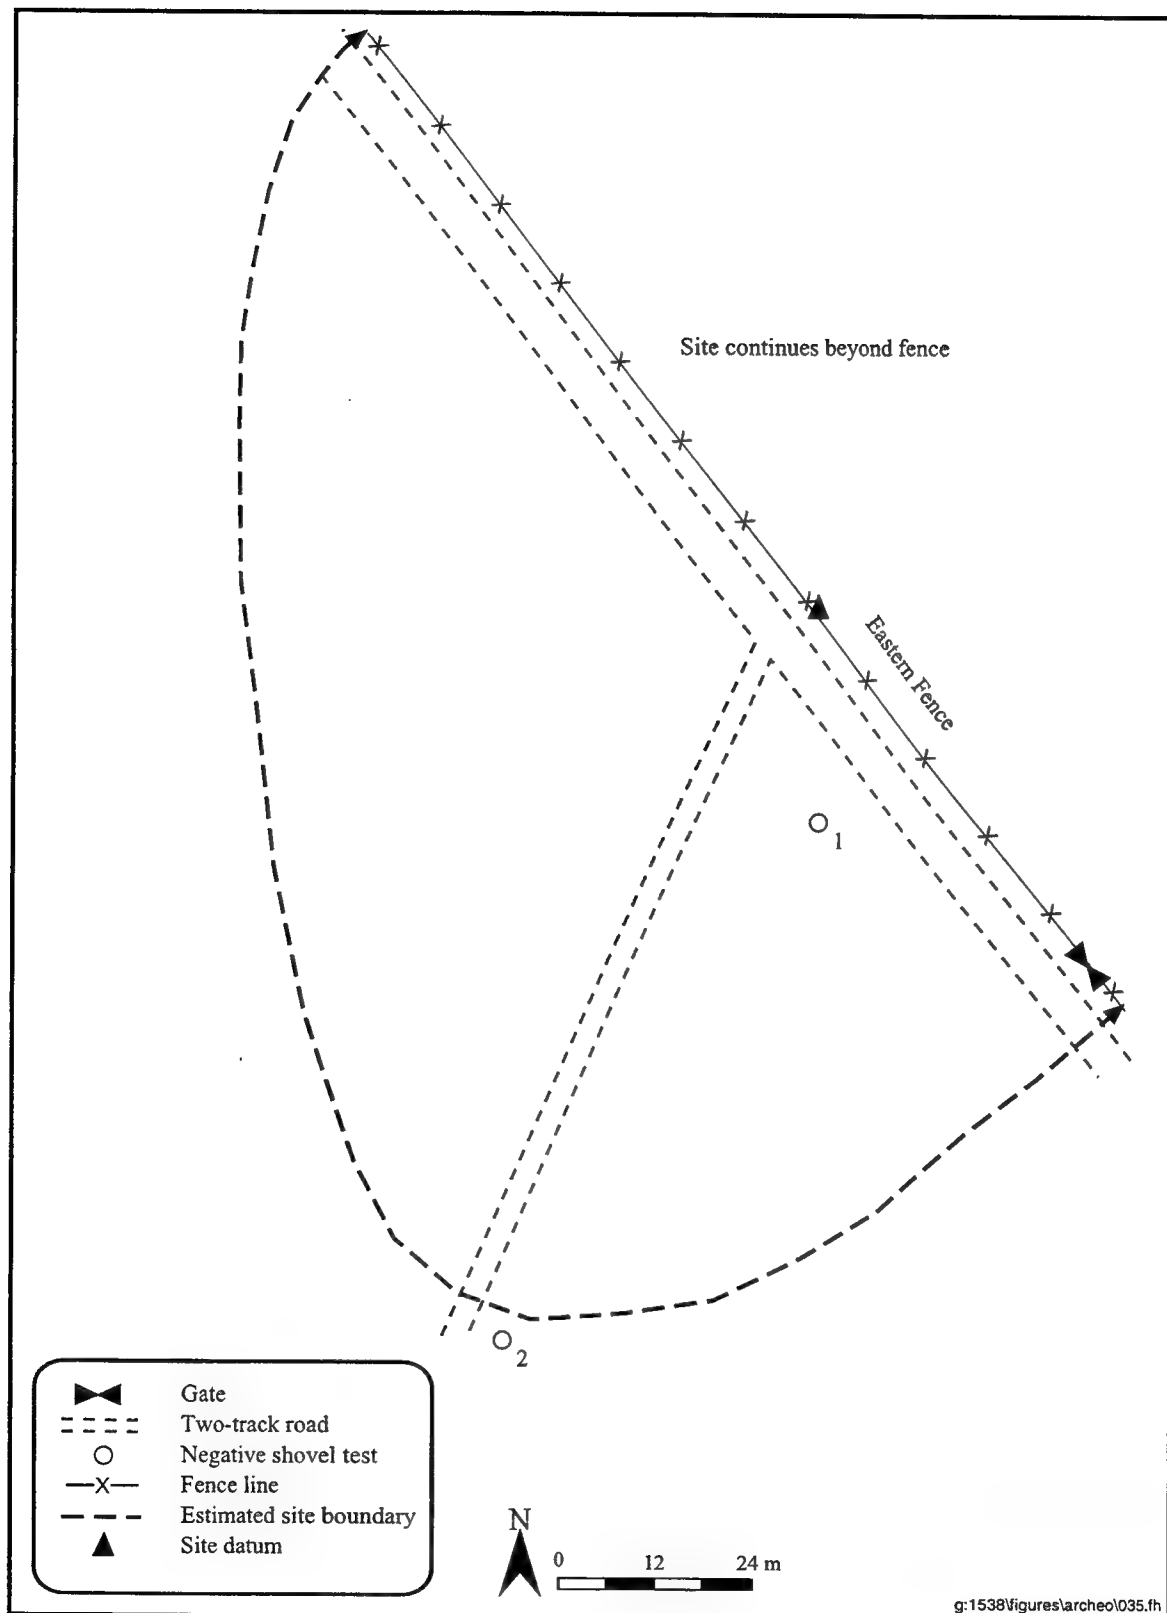 Site continues beyond fence
Eastern Fence
1
2
Gate
Two-track road
Negative shovel test
Fence line
Estimated site boundary
Site datum
N
0 12 24 m
g:1538\figures\archeo\035.fh